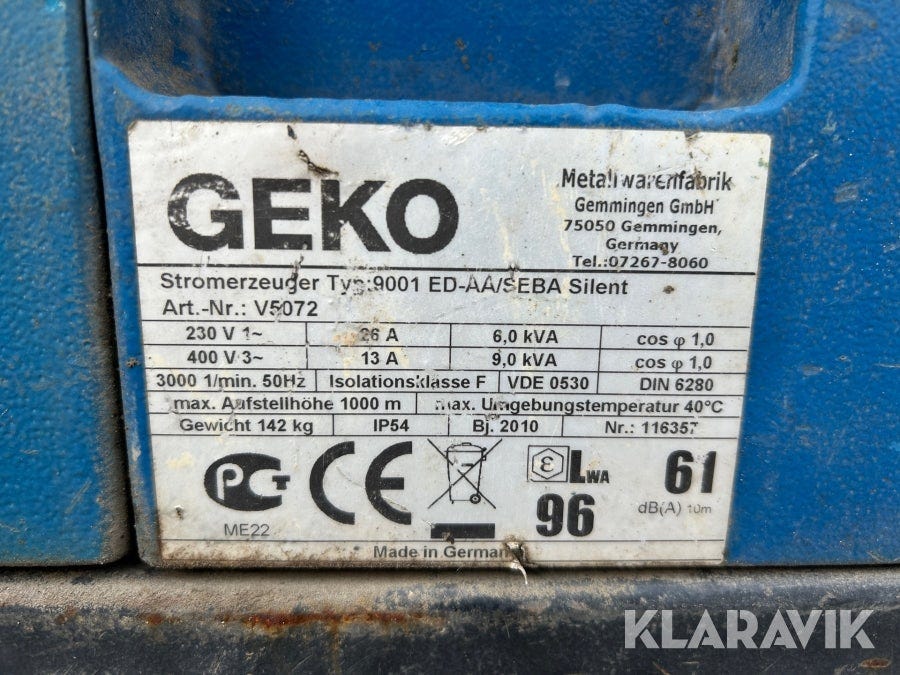 GEKO
Metallwarenfabrik
Gemmingen GmbH
75050 Gemmingen,
Germany
Tel.:07267-8060
Stromerzeuger Typ:9001 ED-AA/SEBA Silent
Art.-Nr.: V5072
230 V 1~ 26 A 6,0 kVA cos φ 1,0
400 V 3~ 13 A 9,0 kVA cos φ 1,0
3000 1/min. 50Hz Isolationsklasse F VDE 0530 DIN 6280
max. Aufstellhöhe 1000 m max. Umgebungstemperatur 40°C
Gewicht 142 kg IP54 Bj. 2010 Nr.: 116357
РСТ CE ε LWA 61
ME22 96 dB(A) 10m
Made in Germany
KLARAVIK